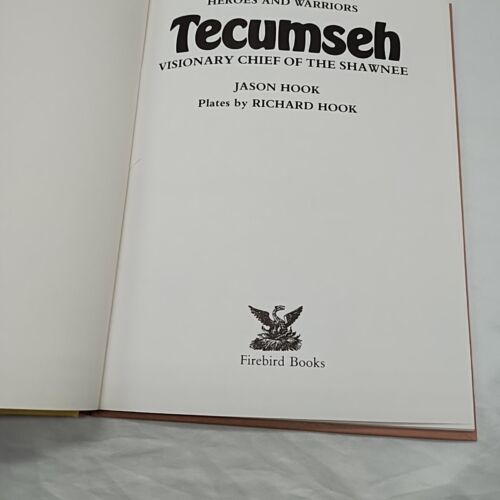 HEROES AND WARRIORS
Tecumseh
VISIONARY CHIEF OF THE SHAWNEE
JASON HOOK
Plates by RICHARD HOOK
Firebird Books